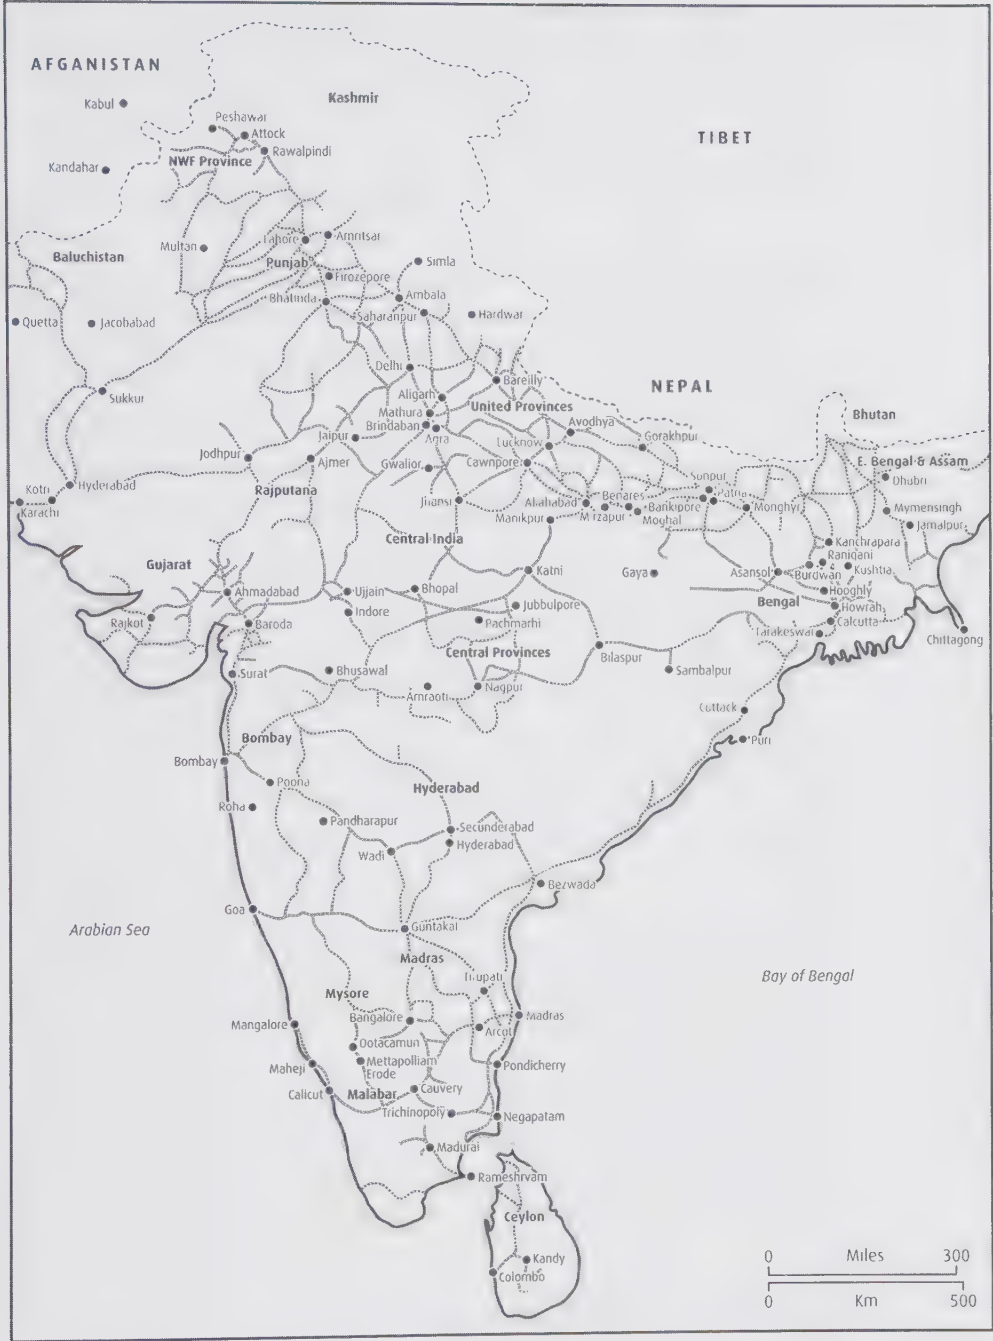 AFGANISTAN
Kabul
Kashmir
Peshawar
Attock
Rawalpindi
TIBET
NWF Province
Kandahar
Multan
Lahore
Amritsar
Baluchistan
Punjab
Simla
Firozepore
Bhatinda
Ambala
Saharanpur
Hardwar
Quetta
Jacobabad
Delhi
Bareilly
NEPAL
Sukkur
Aligarh
Mathura
United Provinces
Bhutan
Brindaban
Agra
Avodhya
Jaipur
Lucknow
Gorakhpur
Jodhpur
Ajmer
Gwalior
Cawnpore
E. Bengal & Assam
Sonpur
Dhubri
Kotri
Hyderabad
Rajputana
Karachi
Jhansi
Allahabad
Benares
Bankipore
Patna
Manikpur
Mirzapur
Moghal
Monghyr
Mymensingh
Jamalpur
Central India
Kanchrapara
Gujarat
Raniganj
Katni
Gaya
Asansol
Burdwan
Kushtia
Ahmadabad
Ujjain
Bhopal
Hooghly
Bengal
Indore
Jubbulpore
Howrah
Rajkot
Baroda
Pachmarhi
Calcutta
Tarakeswar
Chittagong
Central Provinces
Bilaspur
Surat
Bhusawal
Sambalpur
Amraoti
Nagpur
Cuttack
Bombay
Puri
Bombay
Poona
Hyderabad
Roha
Pandharapur
Secunderabad
Hyderabad
Wadi
Bezwada
Goa
Arabian Sea
Guntakal
Madras
Bay of Bengal
Tirupati
Mysore
Bangalore
Madras
Mangalore
Arcot
Ootacamun
Maheji
Mettapolliam
Pondicherry
Erode
Calicut
Malabar
Cauvery
Trichinopoly
Negapatam
Madurai
Rameshrvam
Ceylon
Kandy
Colombo
0 Miles 300
0 Km 500